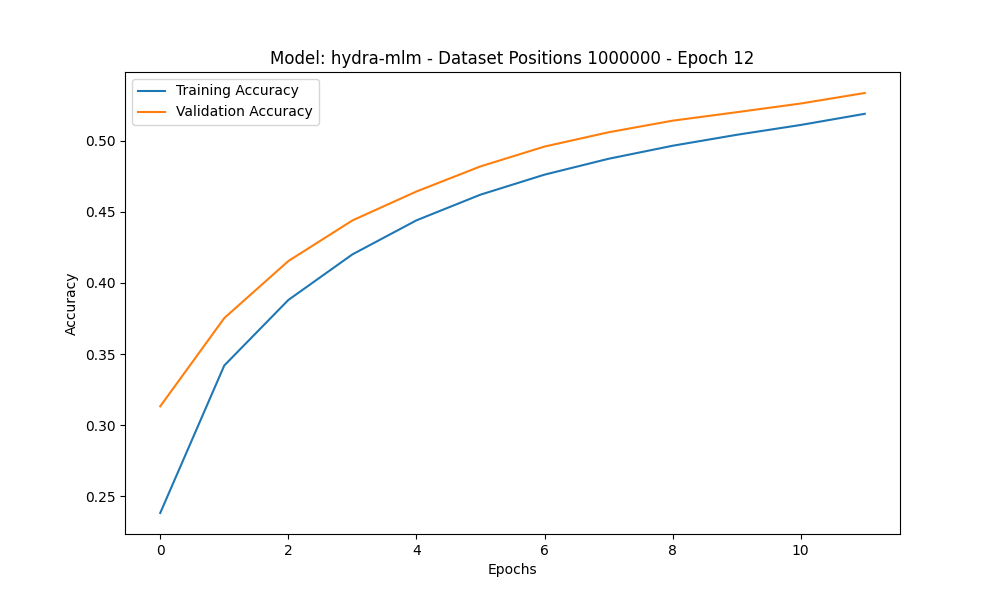 Model: hydra-mlm - Dataset Positions 1000000 - Epoch 12
Training Accuracy
Validation Accuracy
0.50
0.45
0.40
0.35
0.30
0.25
Accuracy
0 2 4 6 8 10
Epochs